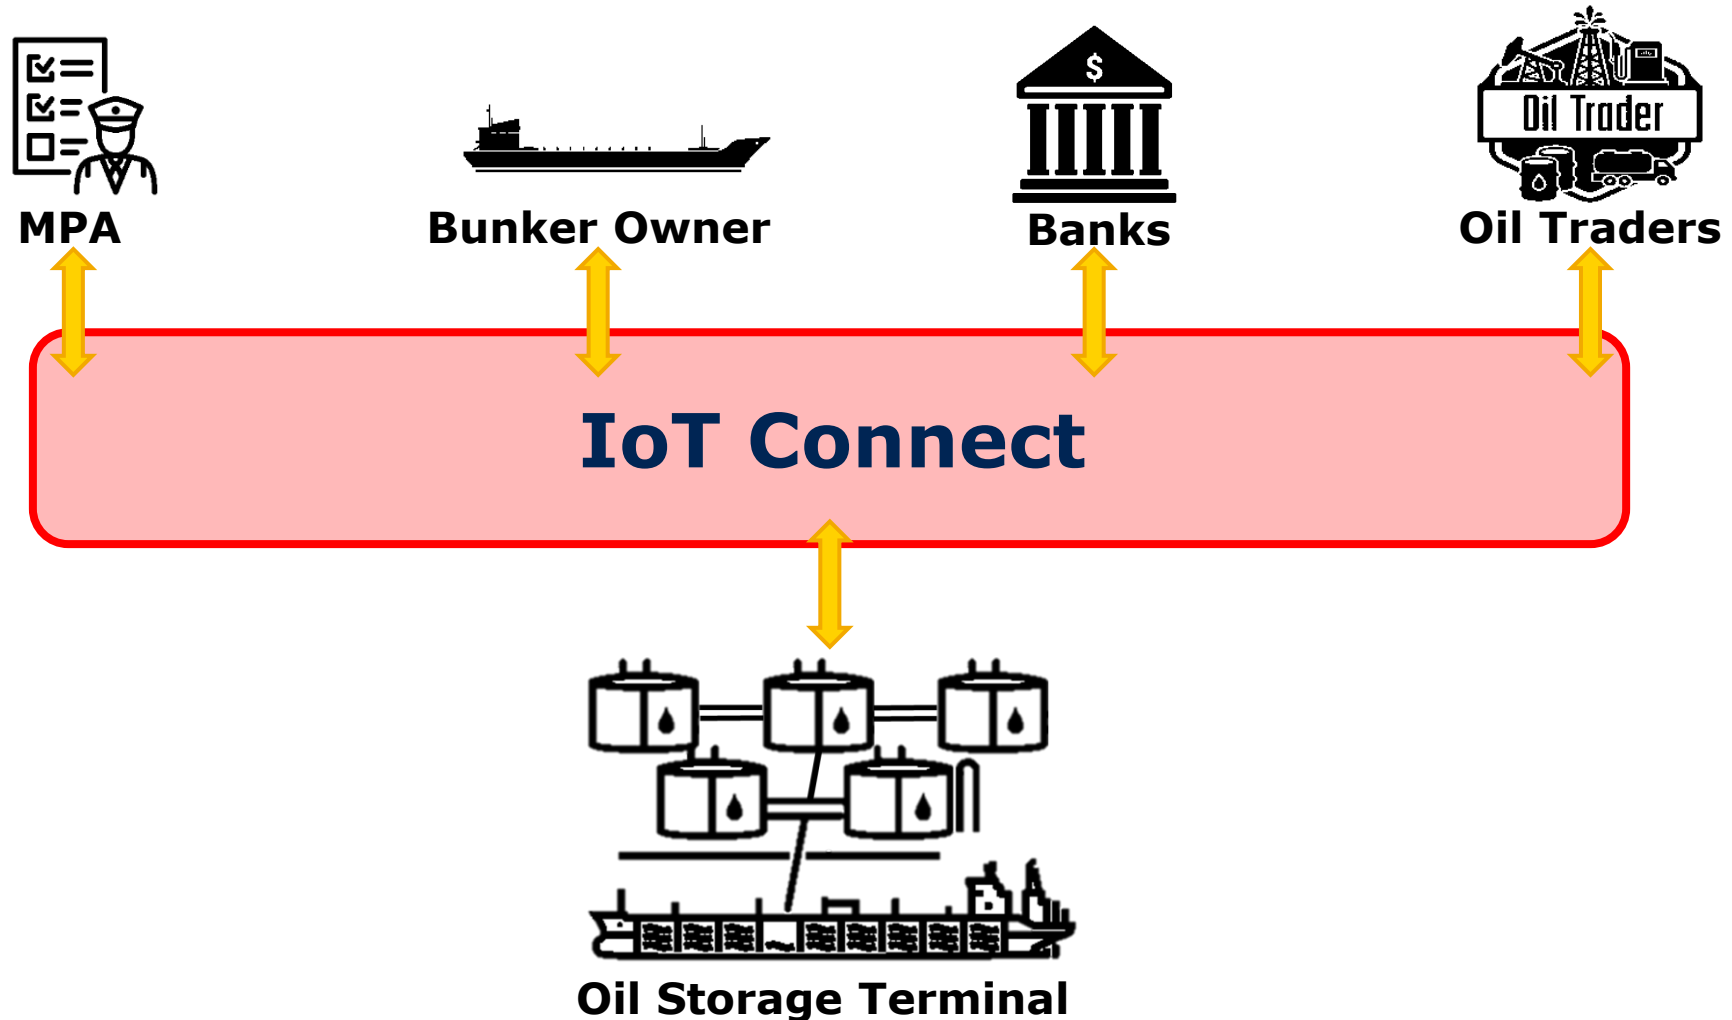 $
Oil Trader
MPA
Bunker Owner
Banks
Oil Traders
IoT Connect
Oil Storage Terminal